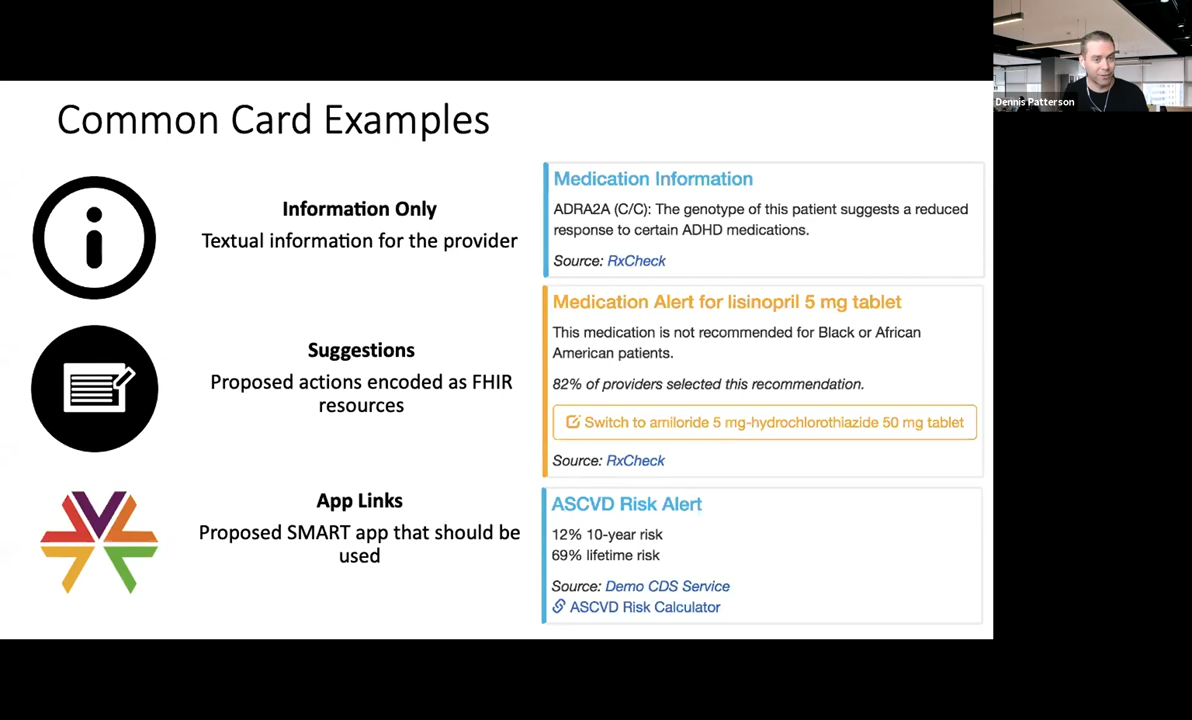 Common Card Examples
Dennis Patterson
Information Only
Textual information for the provider
Medication Information
ADRA2A (C/C): The genotype of this patient suggests a reduced
response to certain ADHD medications.
Source: RxCheck
Suggestions
Proposed actions encoded as FHIR
resources
Medication Alert for lisinopril 5 mg tablet
This medication is not recommended for Black or African
American patients.
82% of providers selected this recommendation.
Switch to amiloride 5 mg-hydrochlorothiazide 50 mg tablet
Source: RxCheck
App Links
Proposed SMART app that should be
used
ASCVD Risk Alert
12% 10-year risk
69% lifetime risk
Source: Demo CDS Service
ASCVD Risk Calculator